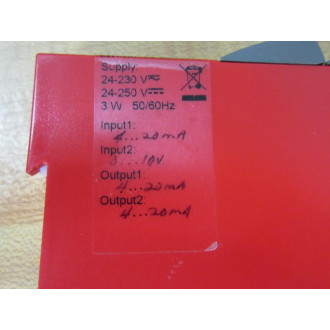 Supply:
24-230 V≂
24-250 V⎓
3 W 50/60Hz
Input1:
4...20mA
Input2:
0...10V
Output1:
4...20mA
Output2:
4...20mA